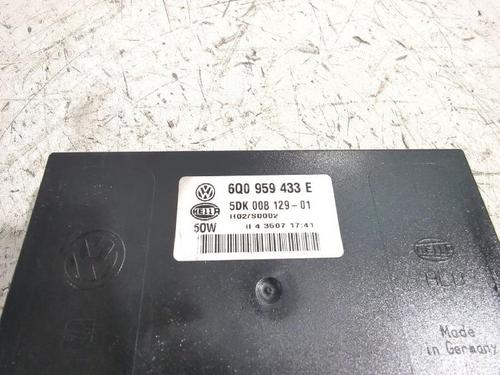 6Q0 959 433 E
HELLA 5DK 008 129-01
H02/S0002
50W
4 3507 17:41
HELLA
Made
in Germany